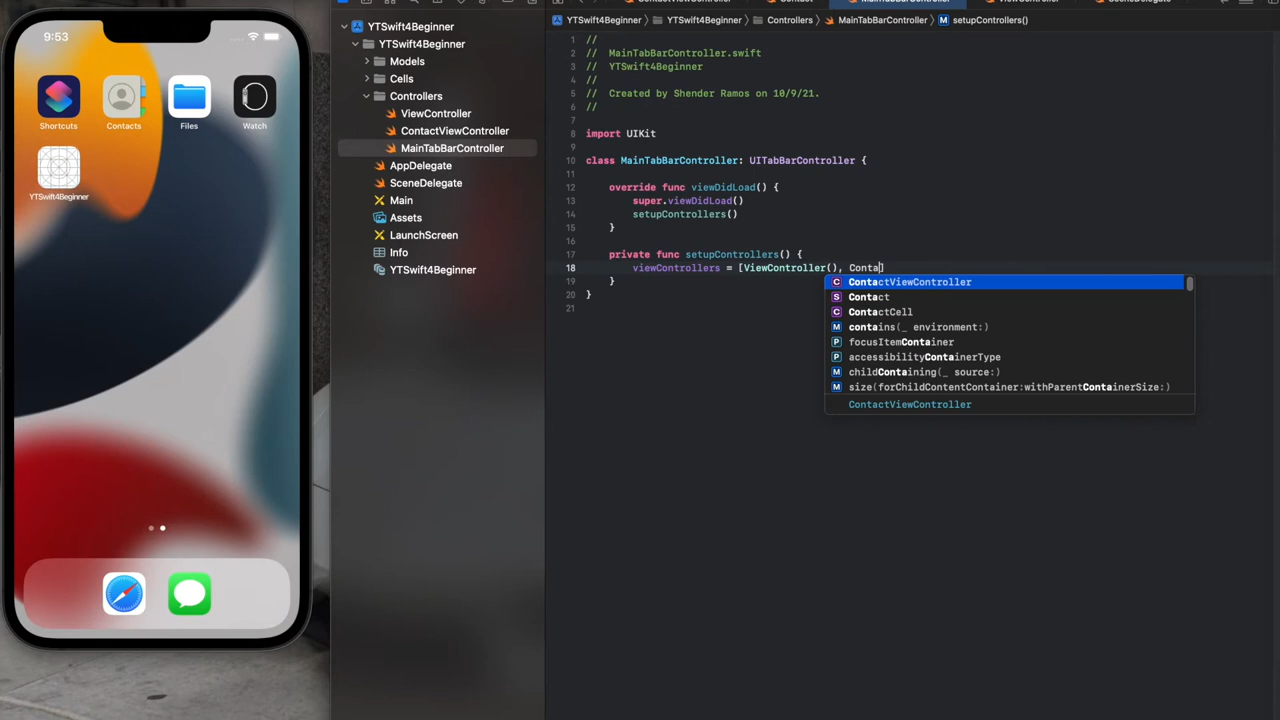 9:53
Shortcuts
Contacts
Files
Watch
YTSwift4Beginner
YTSwift4Beginner
YTSwift4Beginner
Models
Cells
Controllers
ViewController
ContactViewController
MainTabBarController
AppDelegate
SceneDelegate
Main
Assets
LaunchScreen
Info
YTSwift4Beginner
YTSwift4Beginner
YTSwift4Beginner
Controllers
MainTabBarController
setupControllers()
1 //
2 // MainTabBarController.swift
3 // YTSwift4Beginner
4 //
5 // Created by Shender Ramos on 10/9/21.
6 //
7
8 import UIKit
9
10 class MainTabBarController: UITabBarController {
11
12 override func viewDidLoad() {
13 super.viewDidLoad()
14 setupControllers()
15 }
16
17 private func setupControllers() {
18 viewControllers = [ViewController(), Conta]
19 }
20 }
21
C ContactViewController
S Contact
C ContactCell
M contains(_ environment:)
P focusItemContainer
P accessibilityContainerType
M childContaining(_ source:)
M size(forChildContentContainer:withParentContainerSize:)
ContactViewController